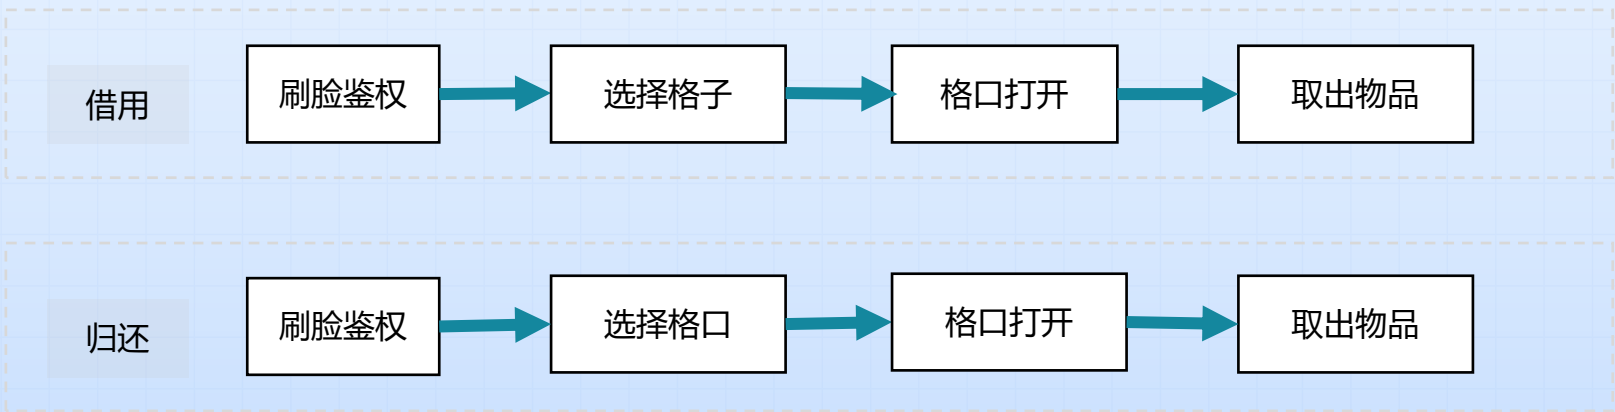 借用
刷脸鉴权
选择格子
格口打开
取出物品
归还
刷脸鉴权
选择格口
格口打开
取出物品